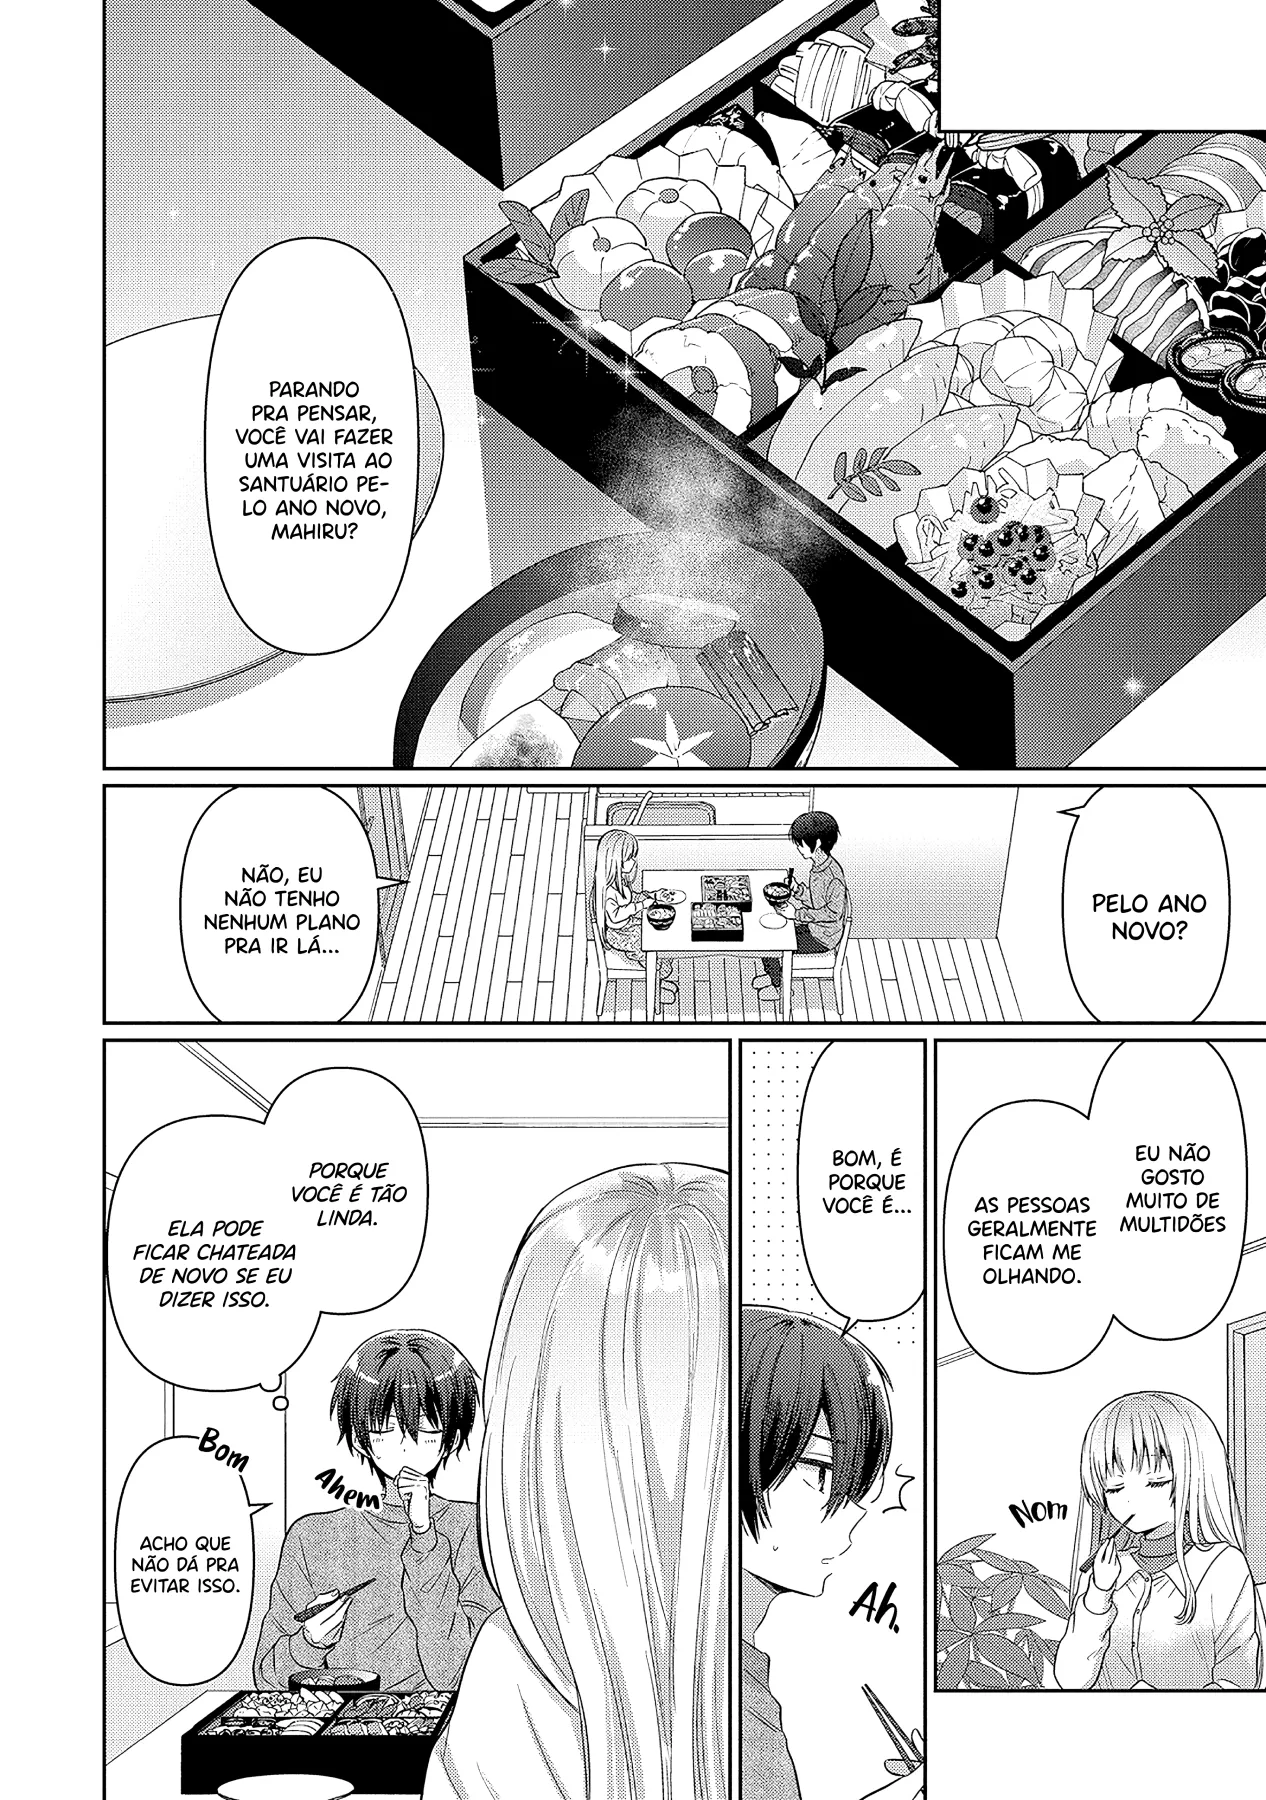 PARANDO
PRA PENSAR,
VOCÊ VAI FAZER
UMA VISITA AO
SANTUÁRIO PE-
LO ANO NOVO,
MAHIRU?
PELO ANO
NOVO?
NÃO, EU
NÃO TENHO
NENHUM PLANO
PRA IR LÁ...
EU NÃO
GOSTO
MUITO DE
MULTIDÕES
AS PESSOAS
GERALMENTE
FICAM ME
OLHANDO.
NOM
BOM, É
PORQUE
VOCÊ É...
Ah.
PORQUE
VOCÊ É TÃO
LINDA.
ELA PODE
FICAR CHATEADA
DE NOVO SE EU
DIZER ISSO.
Bom
Ahem
ACHO QUE
NÃO DÁ PRA
EVITAR ISSO.